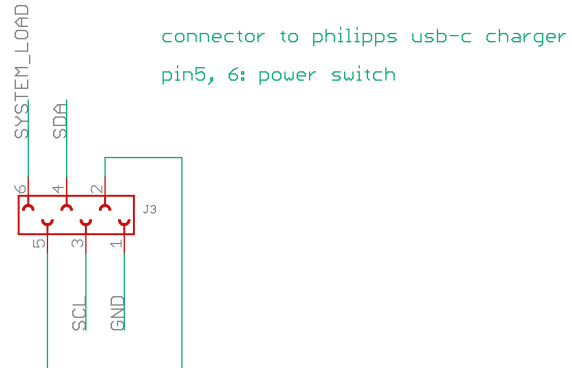 connector to philipps usb-c charger
pin5, 6: power switch
SYSTEM_LOAD
SDA
6
4
2
J3
5
3
1
SCL
GND